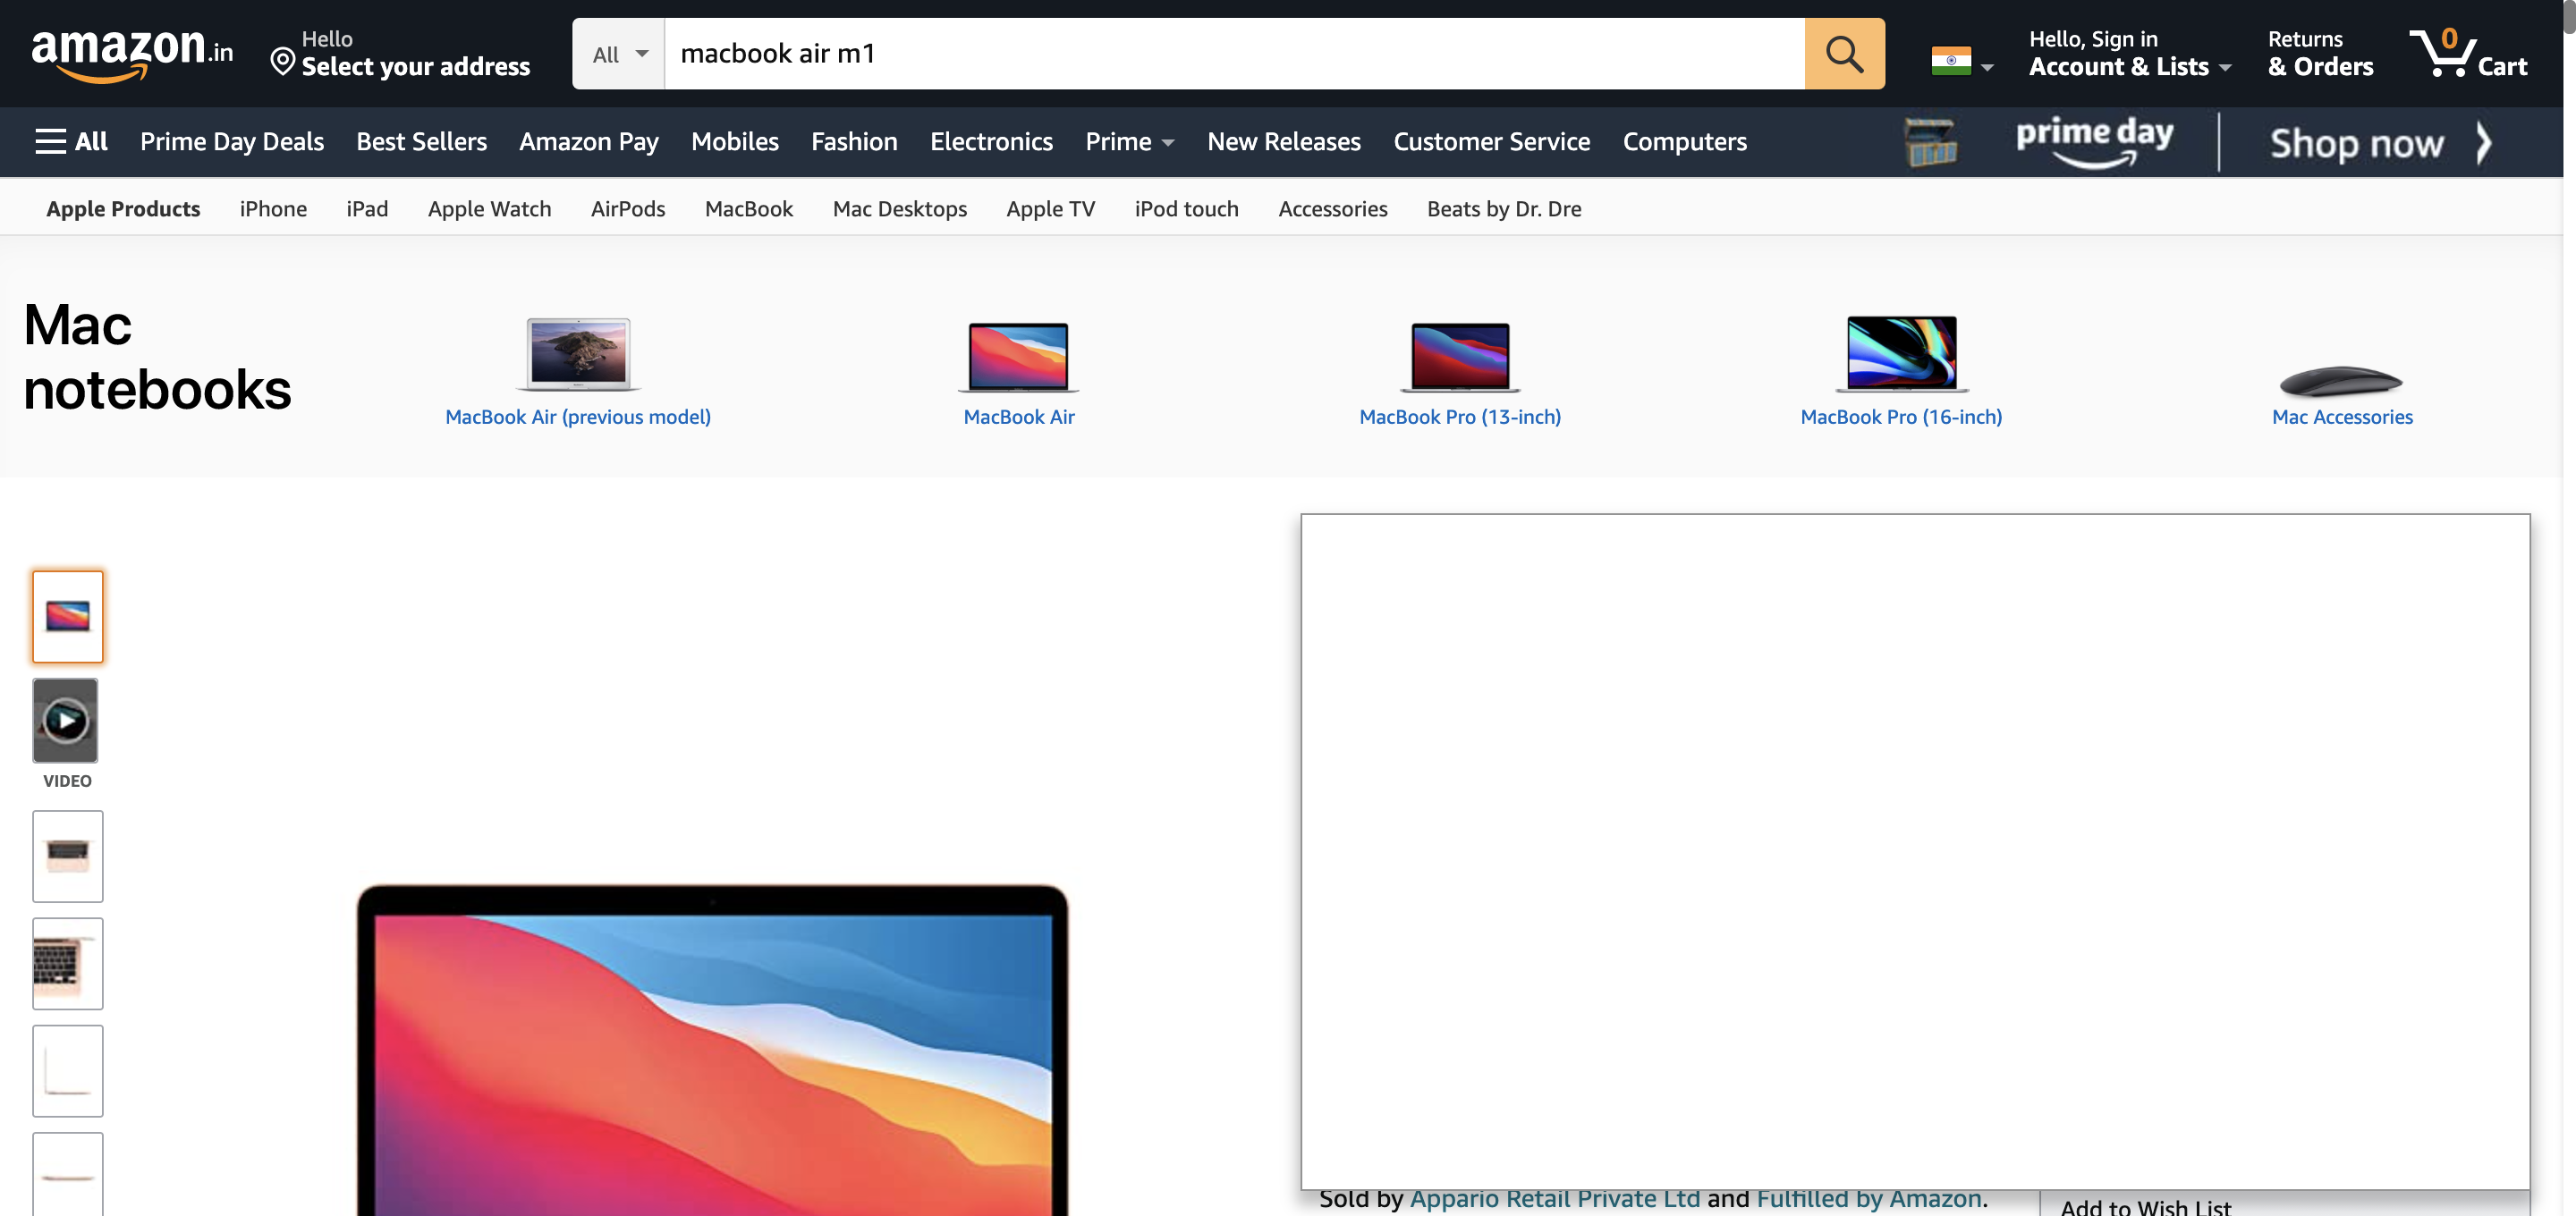 amazon.in
Hello
Select your address
All
macbook air m1
Hello, Sign in
Account & Lists
Returns
& Orders
0
Cart
All
Prime Day Deals
Best Sellers
Amazon Pay
Mobiles
Fashion
Electronics
Prime
New Releases
Customer Service
Computers
prime day
Shop now
Apple Products
iPhone
iPad
Apple Watch
AirPods
MacBook
Mac Desktops
Apple TV
iPod touch
Accessories
Beats by Dr. Dre
Mac
notebooks
MacBook Air (previous model)
MacBook Air
MacBook Pro (13-inch)
MacBook Pro (16-inch)
Mac Accessories
VIDEO
Sold by Appario Retail Private Ltd and Fulfilled by Amazon.
Add to Wish List